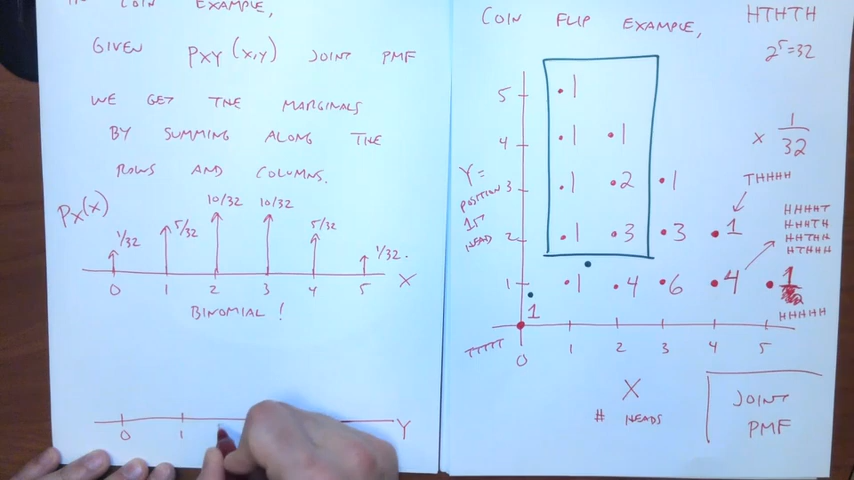 COIN EXAMPLE,
GIVEN PXY (x,y) JOINT PMF
WE GET THE MARGINALS
BY SUMMING ALONG THE
ROWS AND COLUMNS.
PX(x)
1/32 5/32 10/32 10/32 5/32 1/32.
0 1 2 3 4 5 X
BINOMIAL !
0 1 Y
COIN FLIP EXAMPLE,
HTHTH
2^5=32
x 1/32
Y=
POSITION
1ST
HEAD
5 1
4 1 1
3 1 2 1
2 1 3 3 1
1 1 4 6 4 1
1
THHHH
HHHHT
HHHTH
HHTHH
HTHHH
HHHHH
TTTTT
0 1 2 3 4 5
X
# HEADS
JOINT
PMF